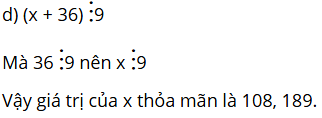 d) (x + 36) ⋮9
Mà 36 ⋮9 nên x ⋮9
Vậy giá trị của x thỏa mãn là 108, 189.